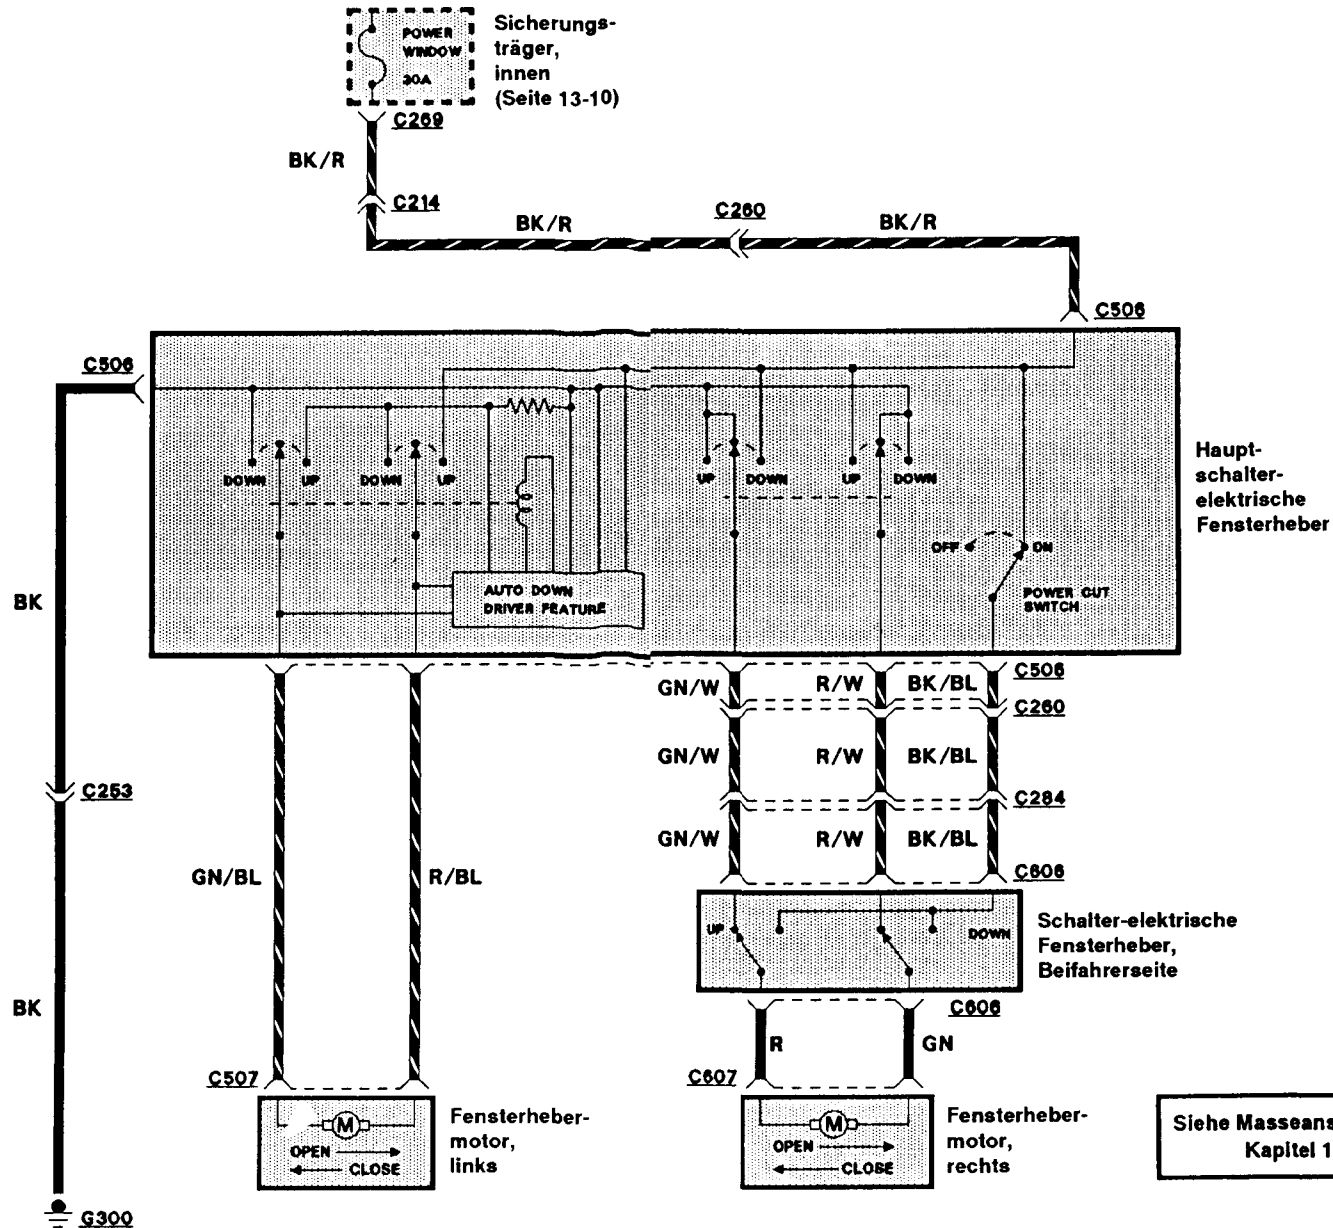 POWER
WINDOW
30A
Sicherungs-
träger,
innen
(Seite 13-10)
C269
BK/R
C214
BK/R
C260
BK/R
C506
C506
DOWN
UP
DOWN
UP
UP
DOWN
UP
DOWN
Haupt-
schalter-
elektrische
Fensterheber
OFF
ON
AUTO DOWN
DRIVER FEATURE
POWER CUT
SWITCH
BK
GN/W
R/W
BK/BL
C506
C260
GN/W
R/W
BK/BL
C253
C284
GN/W
R/W
BK/BL
GN/BL
R/BL
C606
UP
DOWN
Schalter-elektrische
Fensterheber,
Beifahrerseite
BK
C606
R
GN
C507
C607
M
OPEN
CLOSE
Fensterheber-
motor,
links
M
OPEN
CLOSE
Fensterheber-
motor,
rechts
Siehe Masseans
Kapitel 1
G300